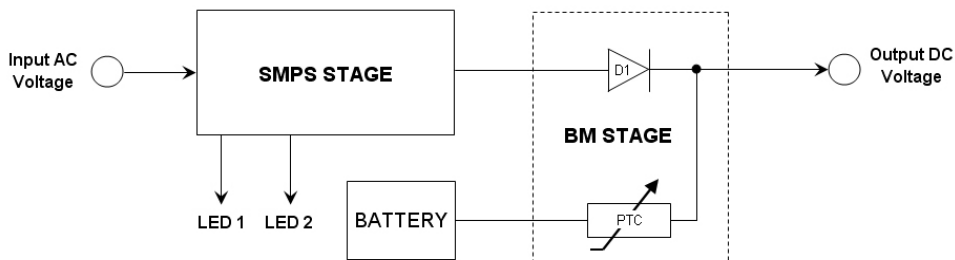 Input AC
Voltage
SMPS STAGE
D1
Output DC
Voltage
BM STAGE
LED 1
LED 2
BATTERY
PTC